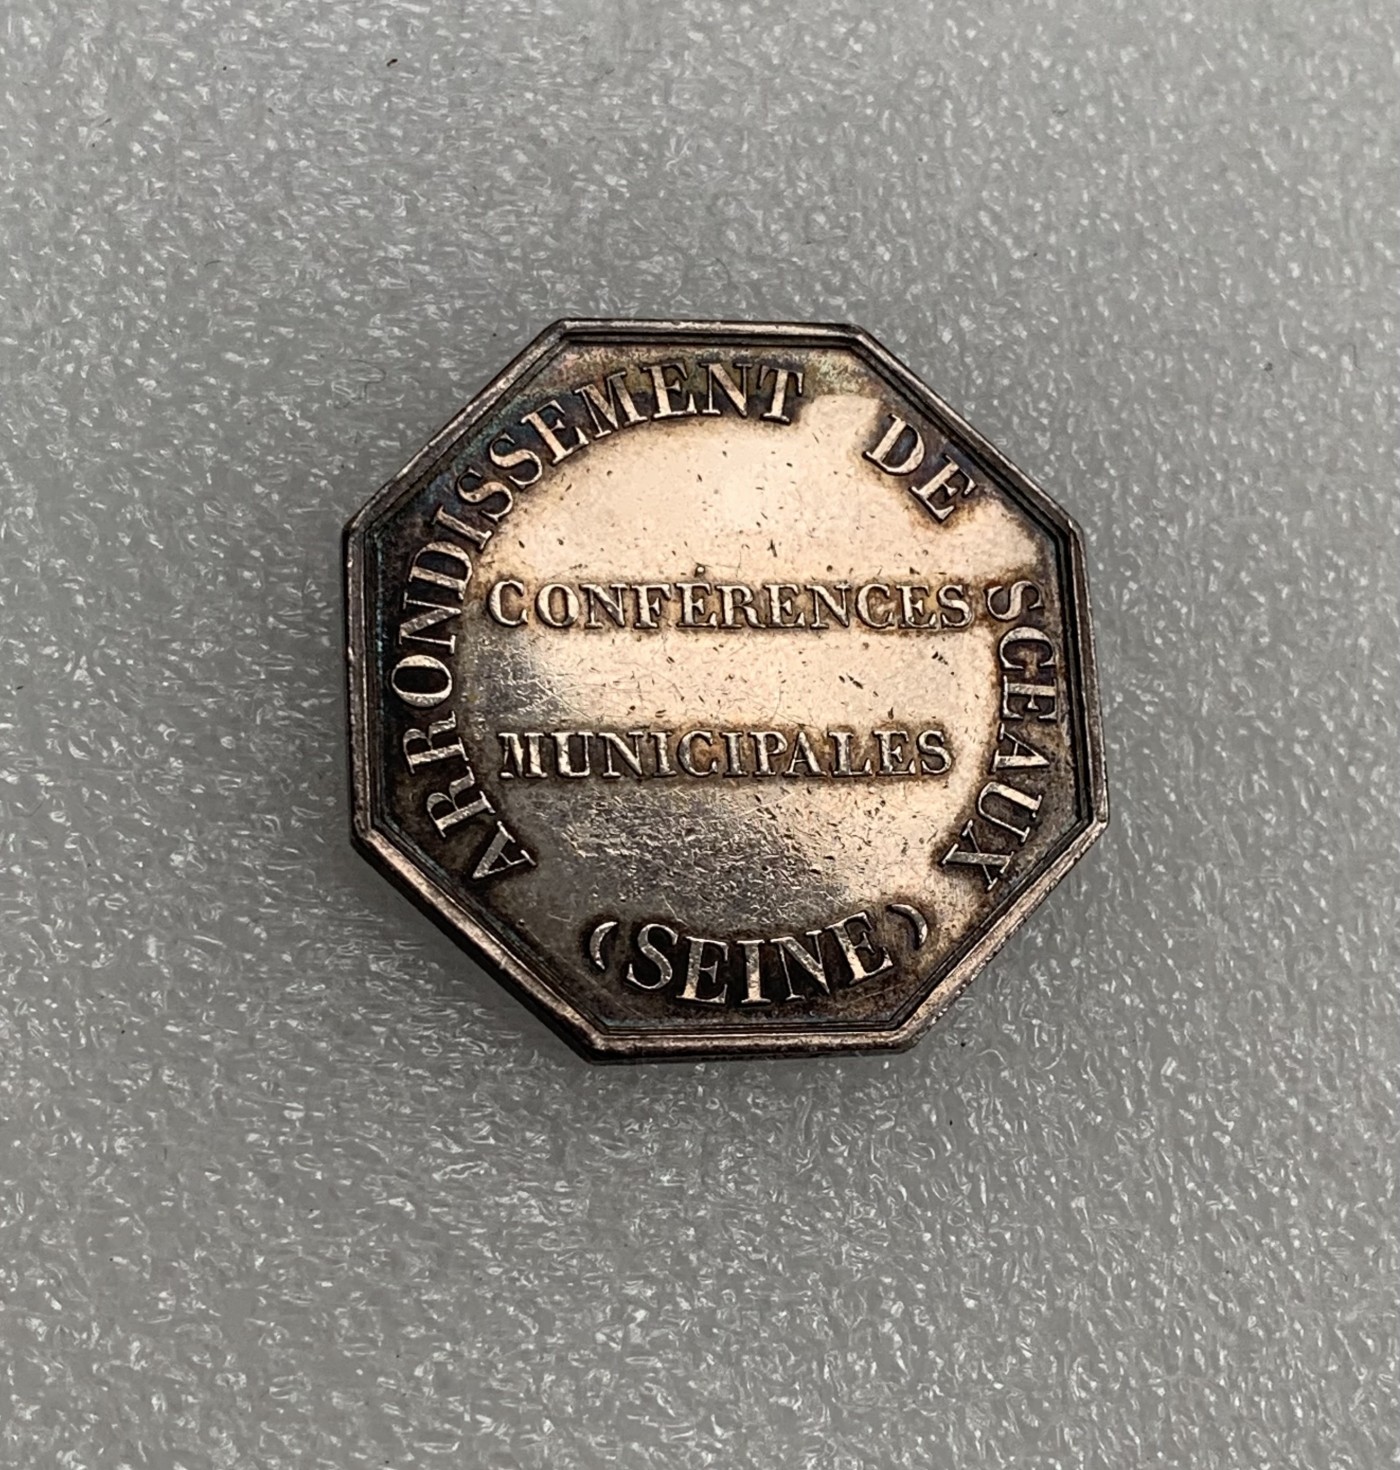 ARRONDISSEMENT DE SCEAUX
CONFÉRENCES
MUNICIPALES
(SEINE)